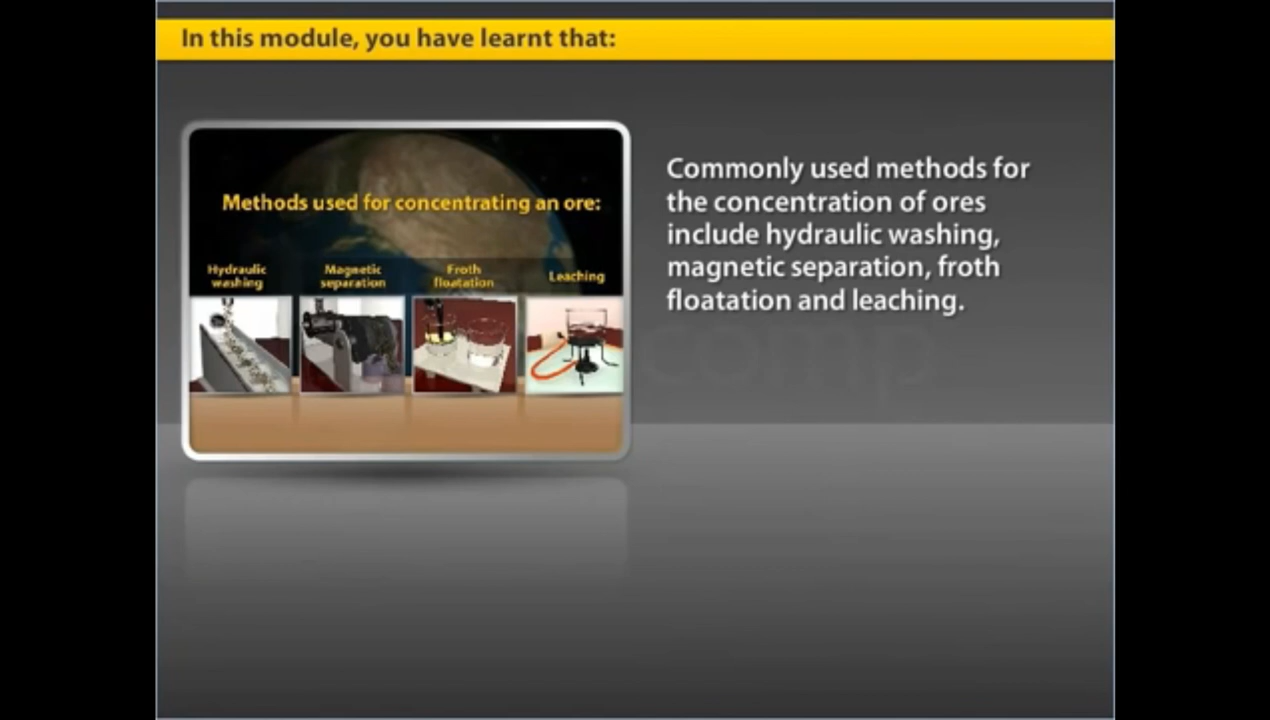 In this module, you have learnt that:
Methods used for concentrating an ore:
Hydraulic
washing
Magnetic
separation
Froth
floatation
Leaching
Commonly used methods for
the concentration of ores
include hydraulic washing,
magnetic separation, froth
floatation and leaching.
comp